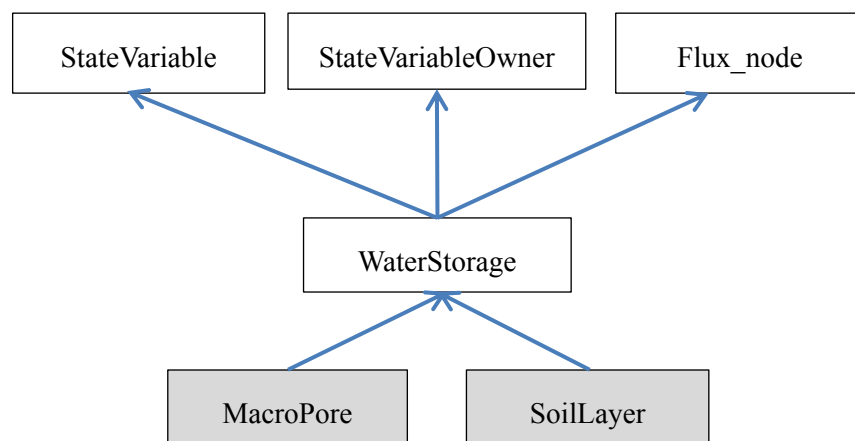 StateVariable
StateVariableOwner
Flux_node
WaterStorage
MacroPore
SoilLayer